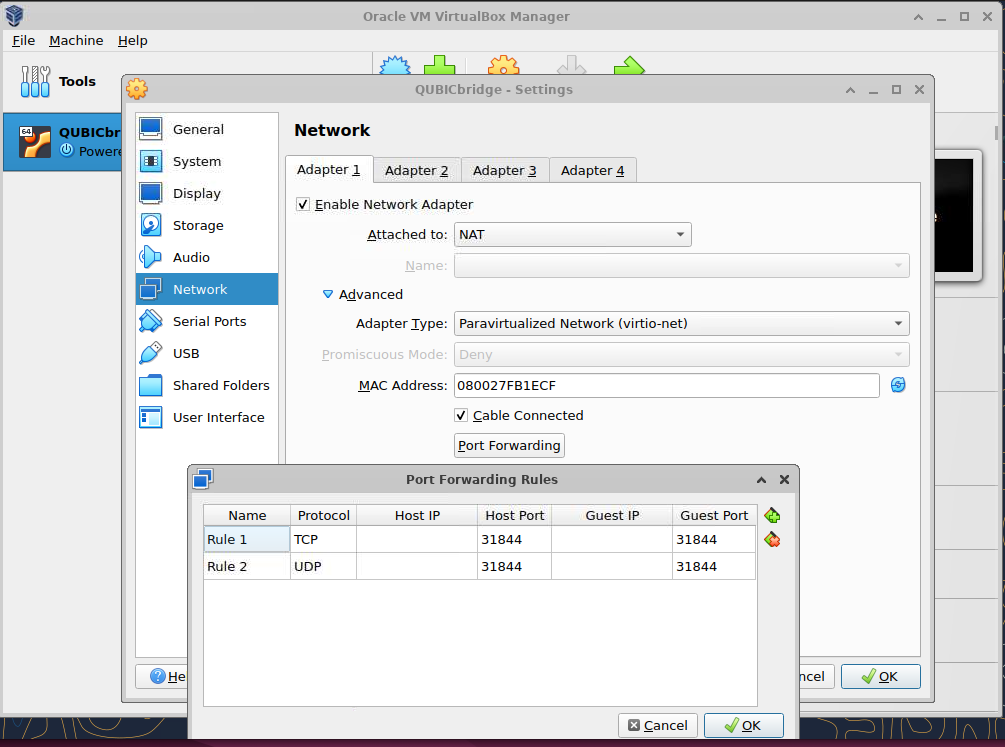 Oracle VM VirtualBox Manager
File Machine Help
Tools
64
QUBICbr
Powere
QUBICbridge - Settings
General
System
Display
Storage
Audio
Network
Serial Ports
USB
Shared Folders
User Interface
Network
Adapter 1 Adapter 2 Adapter 3 Adapter 4
Enable Network Adapter
Attached to: NAT
Name:
Advanced
Adapter Type: Paravirtualized Network (virtio-net)
Promiscuous Mode: Deny
MAC Address: 080027FB1ECF
Cable Connected
Port Forwarding
He
ncel OK
Port Forwarding Rules
Name Protocol Host IP Host Port Guest IP Guest Port
Rule 1 TCP 31844 31844
Rule 2 UDP 31844 31844
Cancel OK